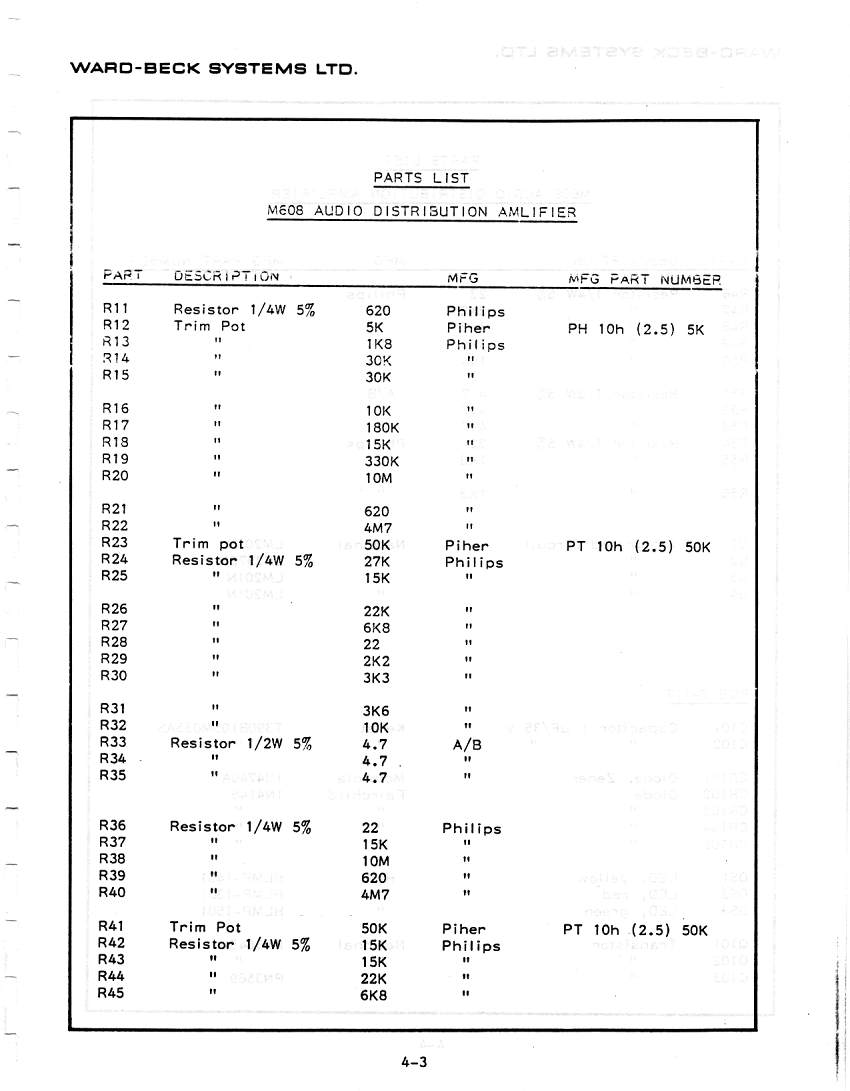 WARD-BECK SYSTEMS LTD.
PARTS LIST
M608 AUDIO DISTRIBUTION AMLIFIER
PART DESCRIPTION MFG MFG PART NUMBER
R11 Resistor 1/4W 5% 620 Philips
R12 Trim Pot 5K Piher PH 10h (2.5) 5K
R13 " 1K8 Philips
R14 " 30K "
R15 " 30K "
R16 " 10K "
R17 " 180K "
R18 " 15K "
R19 " 330K "
R20 " 10M "
R21 " 620 "
R22 " 4M7 "
R23 Trim pot 50K Piher PT 10h (2.5) 50K
R24 Resistor 1/4W 5% 27K Philips
R25 " 15K "
R26 " 22K "
R27 " 6K8 "
R28 " 22 "
R29 " 2K2 "
R30 " 3K3 "
R31 " 3K6 "
R32 " 10K "
R33 Resistor 1/2W 5% 4.7 A/B
R34 " 4.7 "
R35 " 4.7 "
R36 Resistor 1/4W 5% 22 Philips
R37 " 15K "
R38 " 10M "
R39 " 620 "
R40 " 4M7 "
R41 Trim Pot 50K Piher PT 10h (2.5) 50K
R42 Resistor 1/4W 5% 15K Philips
R43 " 15K "
R44 " 22K "
R45 " 6K8 "
4-3